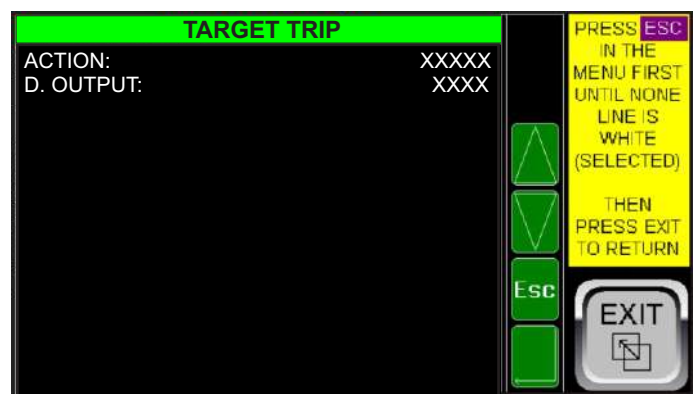 TARGET TRIP
ACTION: XXXXX
D. OUTPUT: XXXX
Esc
PRESS ESC
IN THE
MENU FIRST
UNTIL NONE
LINE IS
WHITE
(SELECTED)
THEN
PRESS EXIT
TO RETURN
EXIT